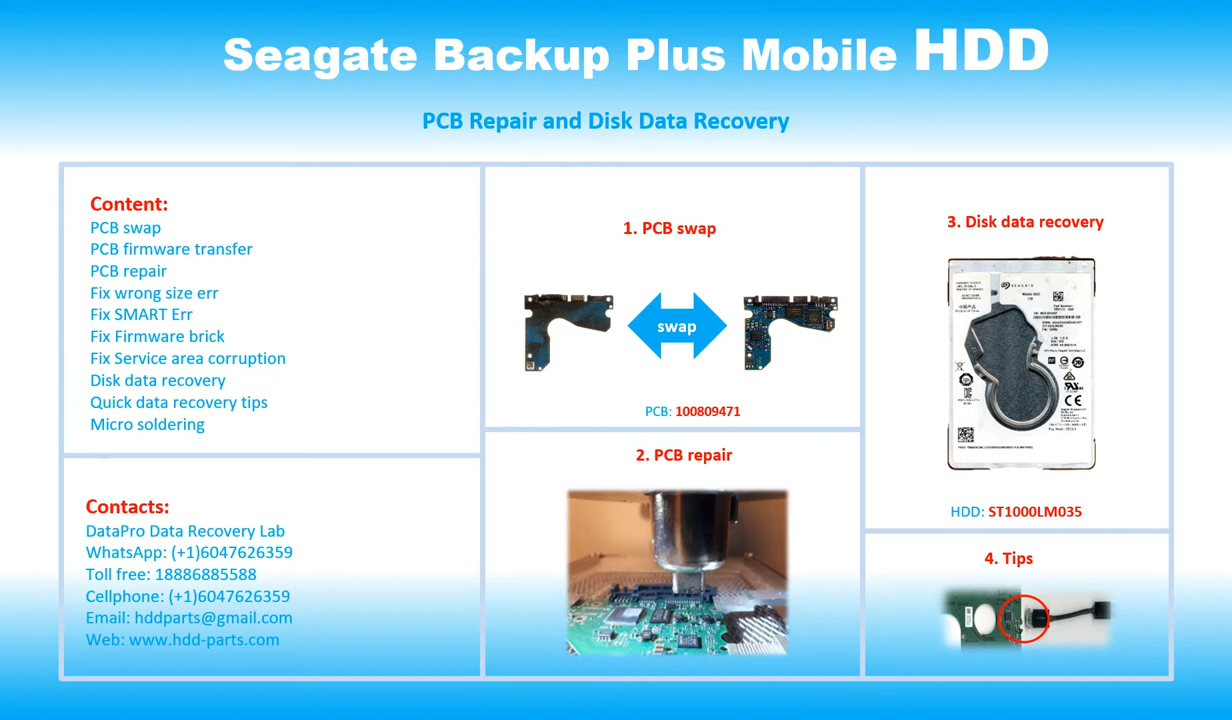 Seagate Backup Plus Mobile HDD
PCB Repair and Disk Data Recovery
Content:
PCB swap
PCB firmware transfer
PCB repair
Fix wrong size err
Fix SMART Err
Fix Firmware brick
Fix Service area corruption
Disk data recovery
Quick data recovery tips
Micro soldering
Contacts:
DataPro Data Recovery Lab
WhatsApp: (+1)6047626359
Toll free: 18886885588
Cellphone: (+1)6047626359
Email: hddparts@gmail.com
Web: www.hdd-parts.com
1. PCB swap
swap
PCB: 100809471
2. PCB repair
3. Disk data recovery
SEAGATE
HDD: ST1000LM035
4. Tips